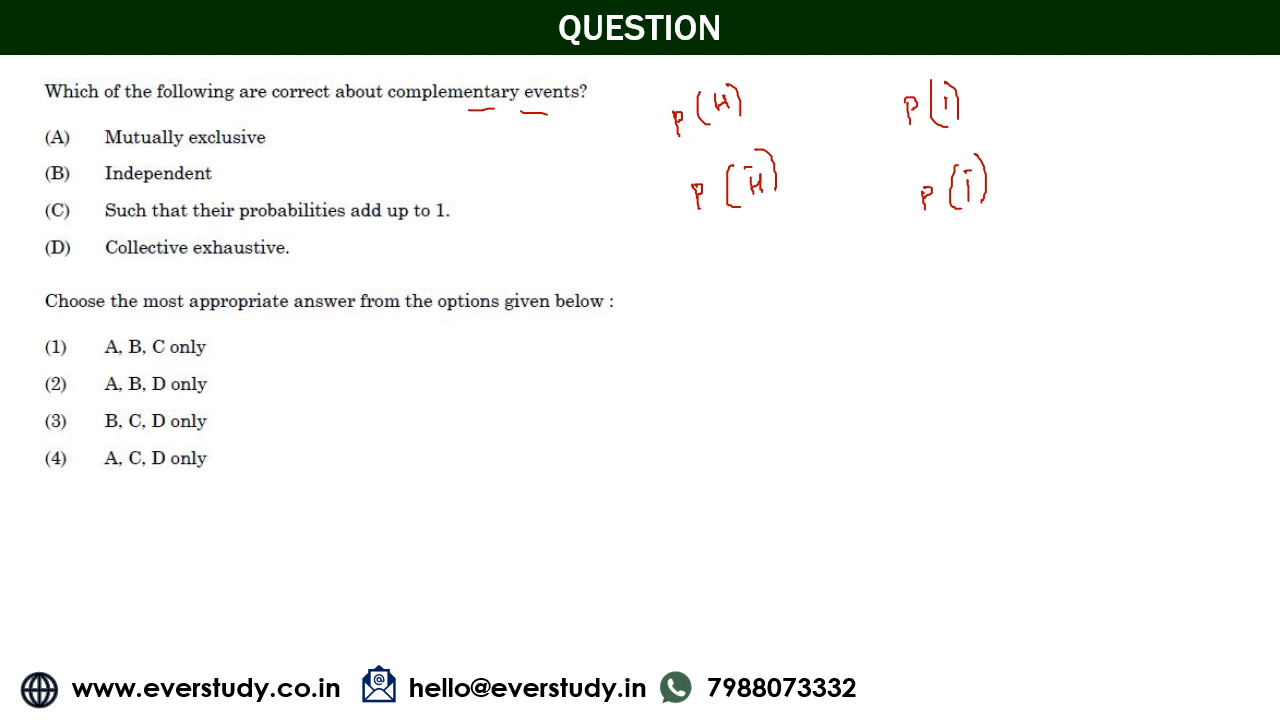 QUESTION
Which of the following are correct about complementary events?
(A) Mutually exclusive
(B) Independent
(C) Such that their probabilities add up to 1.
(D) Collective exhaustive.
Choose the most appropriate answer from the options given below :
(1) A, B, C only
(2) A, B, D only
(3) B, C, D only
(4) A, C, D only
P(H) P(T)
P(H̄) P(T̄)
www.everstudy.co.in hello@everstudy.in 7988073332